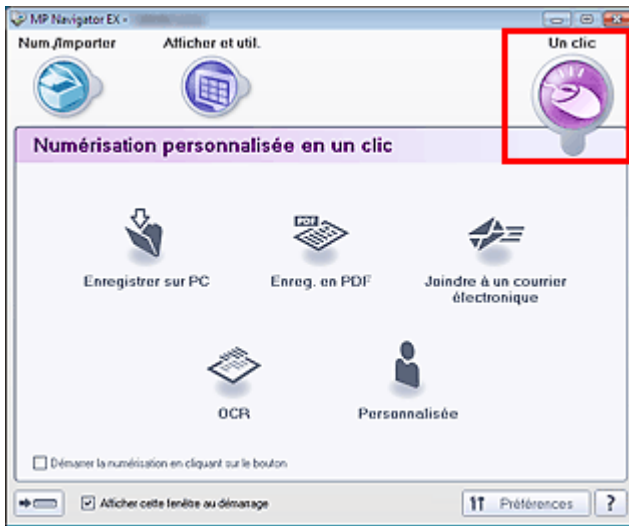 MP Navigator EX -
Num./Importer
Afficher et util.
Un clic
Numérisation personnalisée en un clic
PDF
Enregistrer sur PC
Enreg. en PDF
Joindre à un courrier
électronique
OCR
Personnalisée
Démarrer la numérisation en cliquant sur le bouton
Afficher cette fenêtre au démarrage
Préférences
?